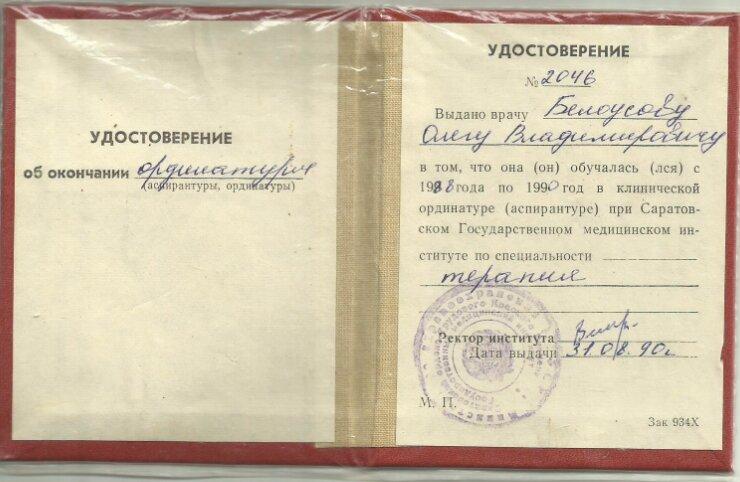 УДОСТОВЕРЕНИЕ
об окончании ординатуры
(аспирантуры, ординатуры)
УДОСТОВЕРЕНИЕ
№ 2046
Выдано врачу Белоусову
Олегу Владимировичу
в том, что она (он) обучалась (лся) с
1988 года по 1990 год в клинической
ординатуре (аспирантуре) при Саратов-
ском Государственном медицинском ин-
ституте по специальности
терапия
Ректор института
Дата выдачи 31.08.90г.
М. П.
Зак 934Х